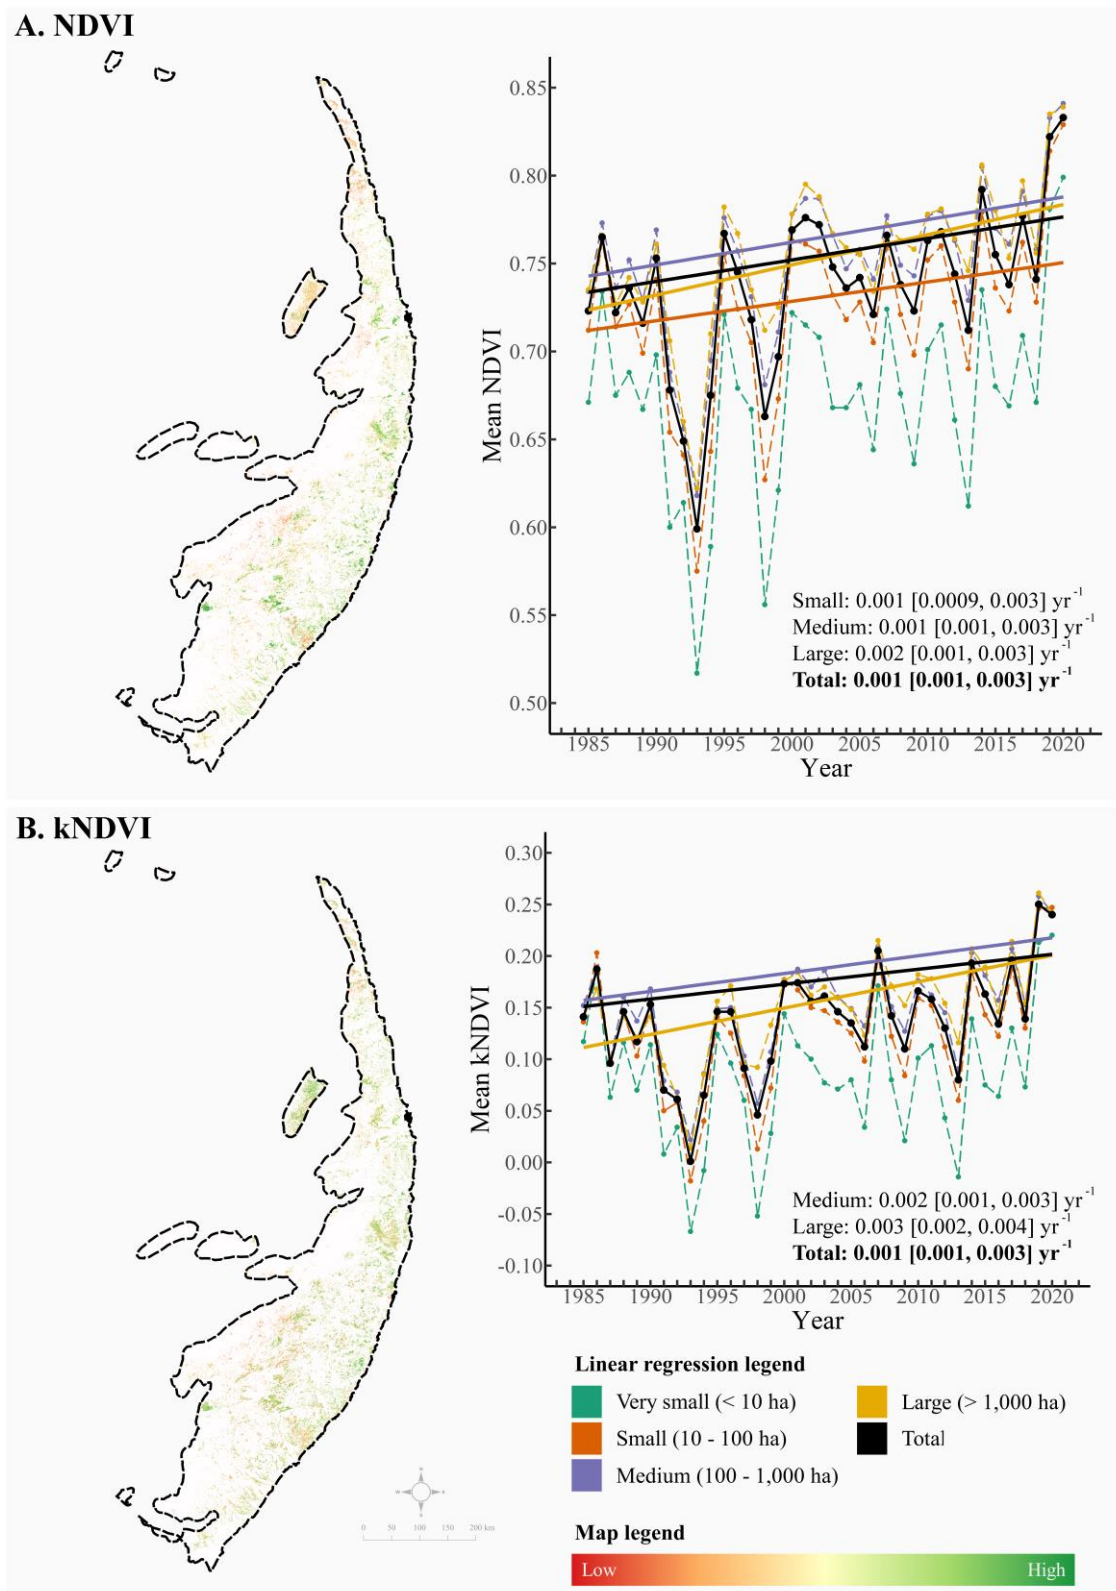 A. NDVI
0.85
0.80
0.75
0.70
0.65
0.60
0.55
0.50
Mean NDVI
Small: 0.001 [0.0009, 0.003] yr⁻¹
Medium: 0.001 [0.001, 0.003] yr⁻¹
Large: 0.002 [0.001, 0.003] yr⁻¹
Total: 0.001 [0.001, 0.003] yr⁻¹
1985 1990 1995 2000 2005 2010 2015 2020
Year
B. kNDVI
0.30
0.25
0.20
0.15
0.10
0.05
0.00
-0.05
-0.10
Mean kNDVI
Medium: 0.002 [0.001, 0.003] yr⁻¹
Large: 0.003 [0.002, 0.004] yr⁻¹
Total: 0.001 [0.001, 0.003] yr⁻¹
1985 1990 1995 2000 2005 2010 2015 2020
Year
0 50 100 150 200 km
Linear regression legend
Very small (< 10 ha)
Small (10 - 100 ha)
Medium (100 - 1,000 ha)
Large (> 1,000 ha)
Total
Map legend
Low High